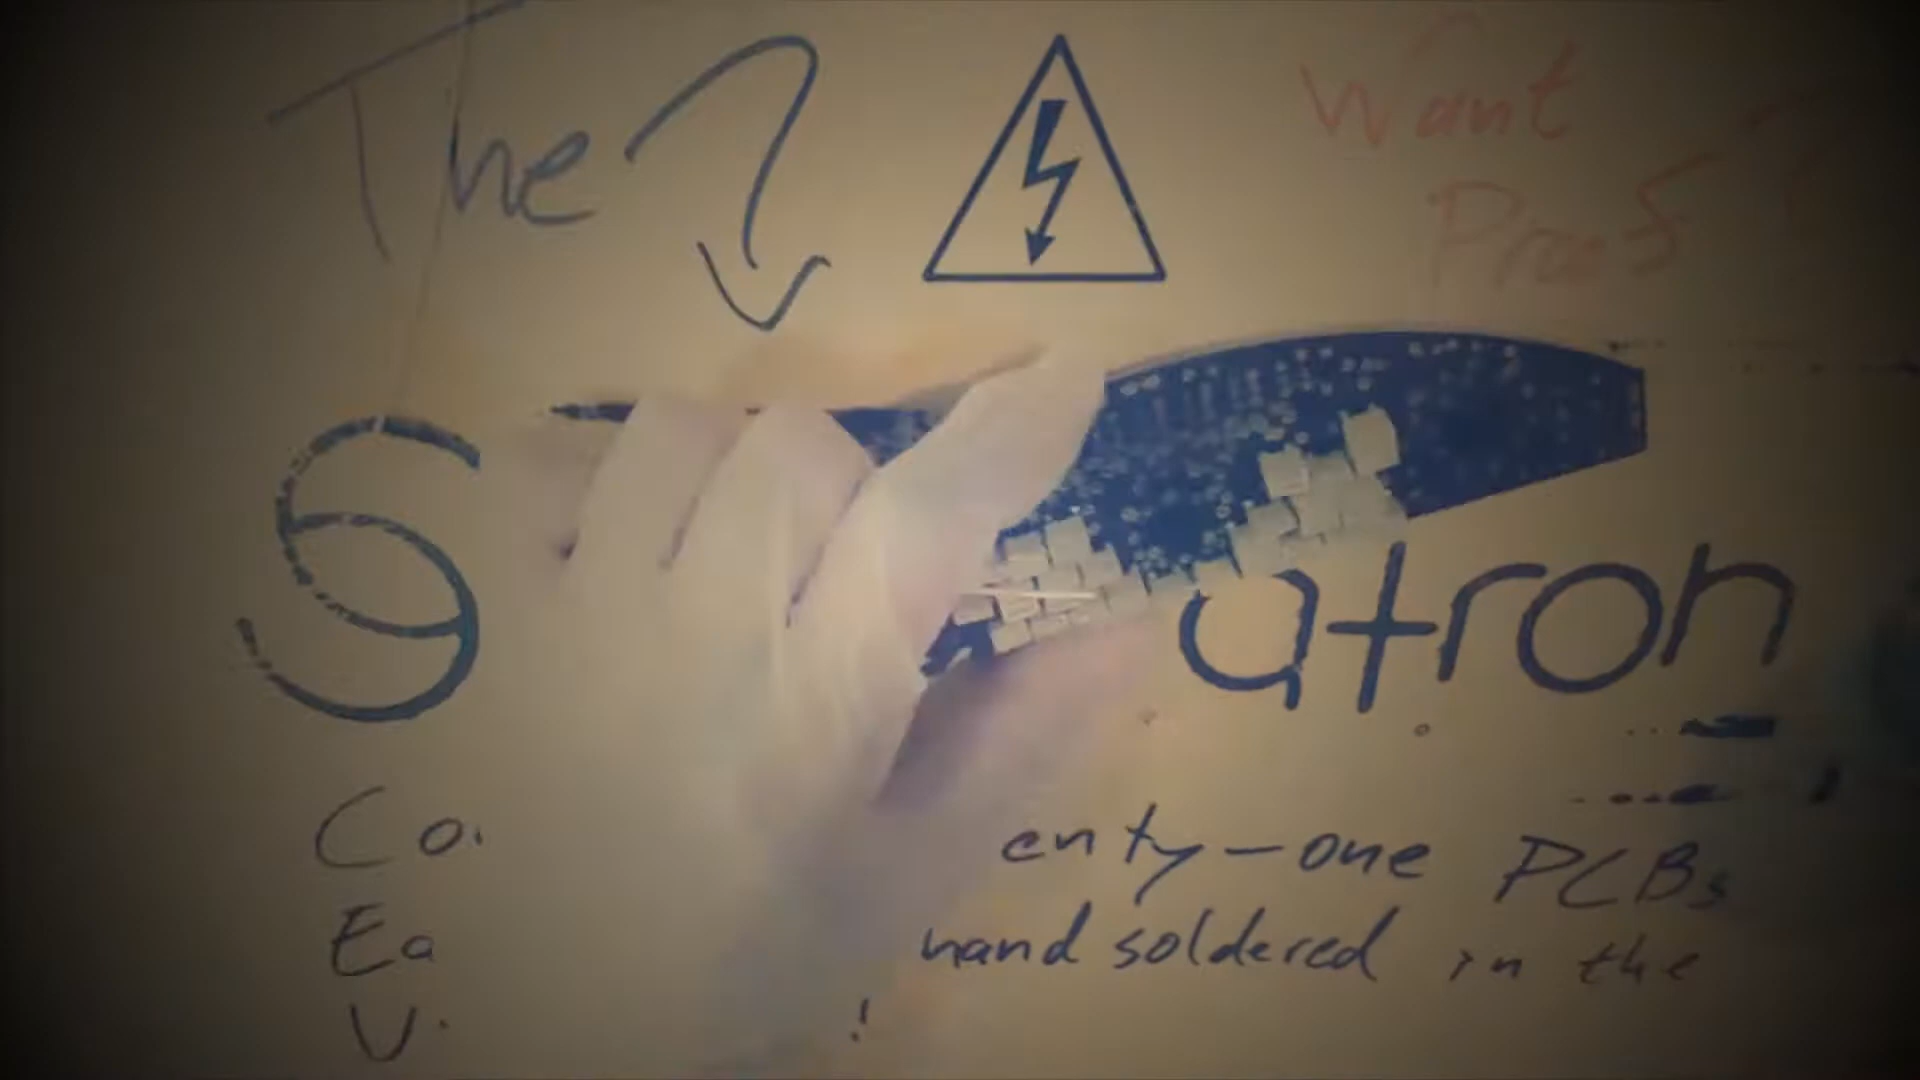 The
Want
Proof
S atron
Co. enty-one PCBs
Ea hand soldered in the
U. !